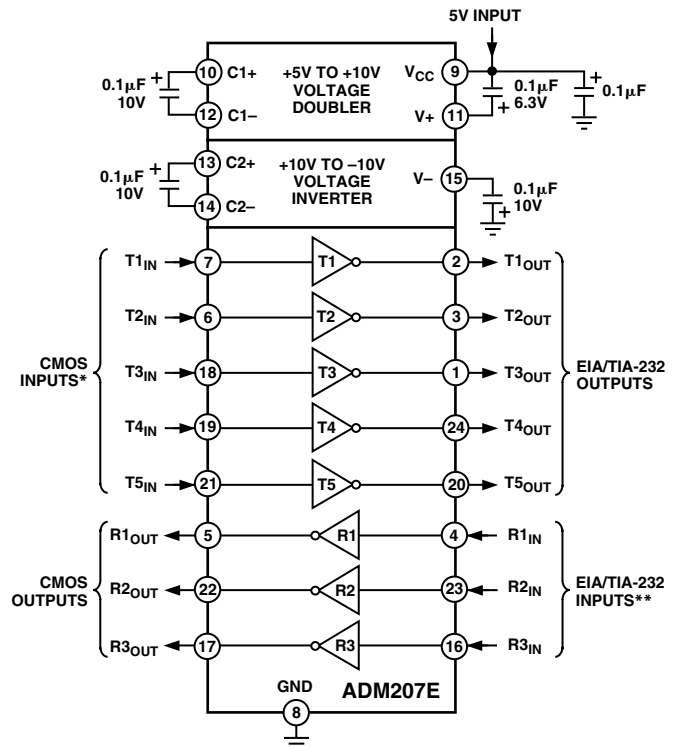 5V INPUT
10 C1+ +5V TO +10V VOLTAGE DOUBLER VCC 9
0.1μF + 10V
0.1μF 6.3V +
+ 0.1μF
12 C1– V+ 11
13 C2+ +10V TO –10V VOLTAGE INVERTER V– 15
0.1μF + 10V
0.1μF + 10V
14 C2–
T1IN 7 T1 2 T1OUT
T2IN 6 T2 3 T2OUT
CMOS INPUTS*
T3IN 18 T3 1 T3OUT
EIA/TIA-232 OUTPUTS
T4IN 19 T4 24 T4OUT
T5IN 21 T5 20 T5OUT
R1OUT 5 R1 4 R1IN
CMOS OUTPUTS
R2OUT 22 R2 23 R2IN
EIA/TIA-232 INPUTS**
R3OUT 17 R3 16 R3IN
GND ADM207E
8